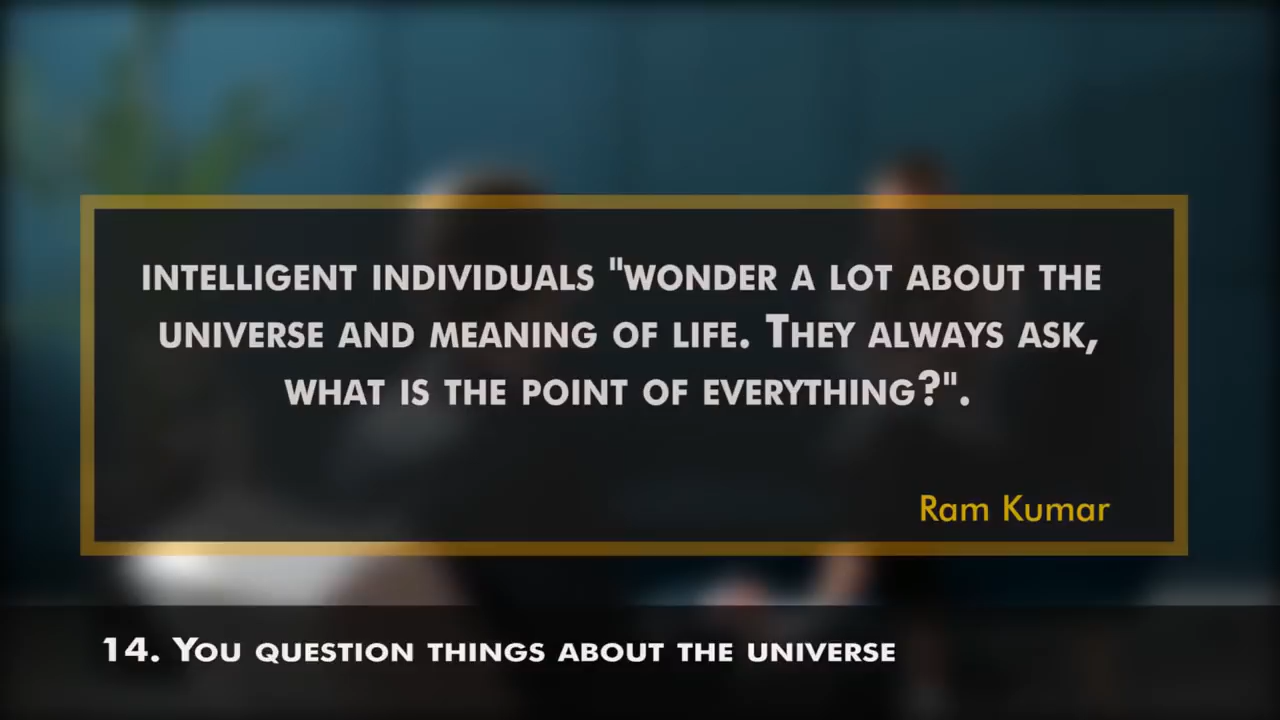 INTELLIGENT INDIVIDUALS "WONDER A LOT ABOUT THE
UNIVERSE AND MEANING OF LIFE. THEY ALWAYS ASK,
WHAT IS THE POINT OF EVERYTHING?".
Ram Kumar
14. YOU QUESTION THINGS ABOUT THE UNIVERSE